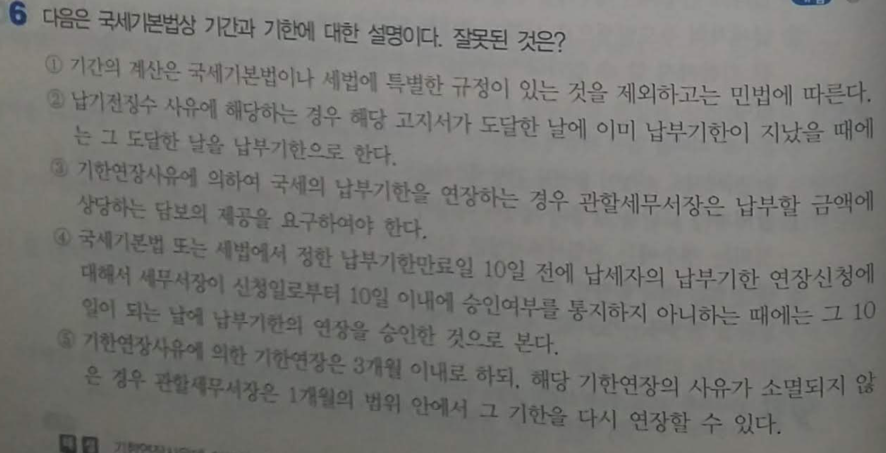 6 다음은 국세기본법상 기간과 기한에 대한 설명이다. 잘못된 것은?
① 기간의 계산은 국세기본법이나 세법에 특별한 규정이 있는 것을 제외하고는 민법에 따른다.
② 납기전징수 사유에 해당하는 경우 해당 고지서가 도달한 날에 이미 납부기한이 지났을 때에
는 그 도달한 날을 납부기한으로 한다.
③ 기한연장사유에 의하여 국세의 납부기한을 연장하는 경우 관할세무서장은 납부할 금액에
상당하는 담보의 제공을 요구하여야 한다.
④ 국세기본법 또는 세법에서 정한 납부기한만료일 10일 전에 납세자의 납부기한 연장신청에
대해서 세무서장이 신청일로부터 10일 이내에 승인여부를 통지하지 아니하는 때에는 그 10
일이 되는 날에 납부기한의 연장을 승인한 것으로 본다.
⑤ 기한연장사유에 의한 기한연장은 3개월 이내로 하되, 해당 기한연장의 사유가 소멸되지 않
은 경우 관할세무서장은 1개월의 범위 안에서 그 기한을 다시 연장할 수 있다.